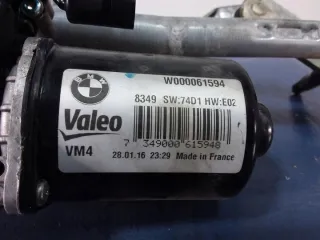 BMW
W000061594
8349 SW:74D1 HW:E02
Valeo
7 349000 615948
VM4
28.01.16 23:29 Made in France